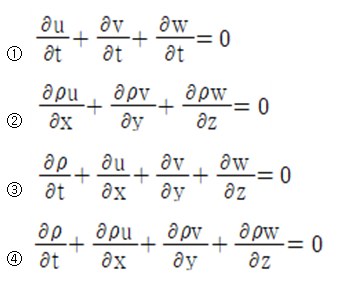 ① ∂u/∂t + ∂v/∂t + ∂w/∂t = 0
② ∂ρu/∂x + ∂ρv/∂y + ∂ρw/∂z = 0
③ ∂ρ/∂t + ∂u/∂x + ∂v/∂y + ∂w/∂z = 0
④ ∂ρ/∂t + ∂ρu/∂x + ∂ρv/∂y + ∂ρw/∂z = 0